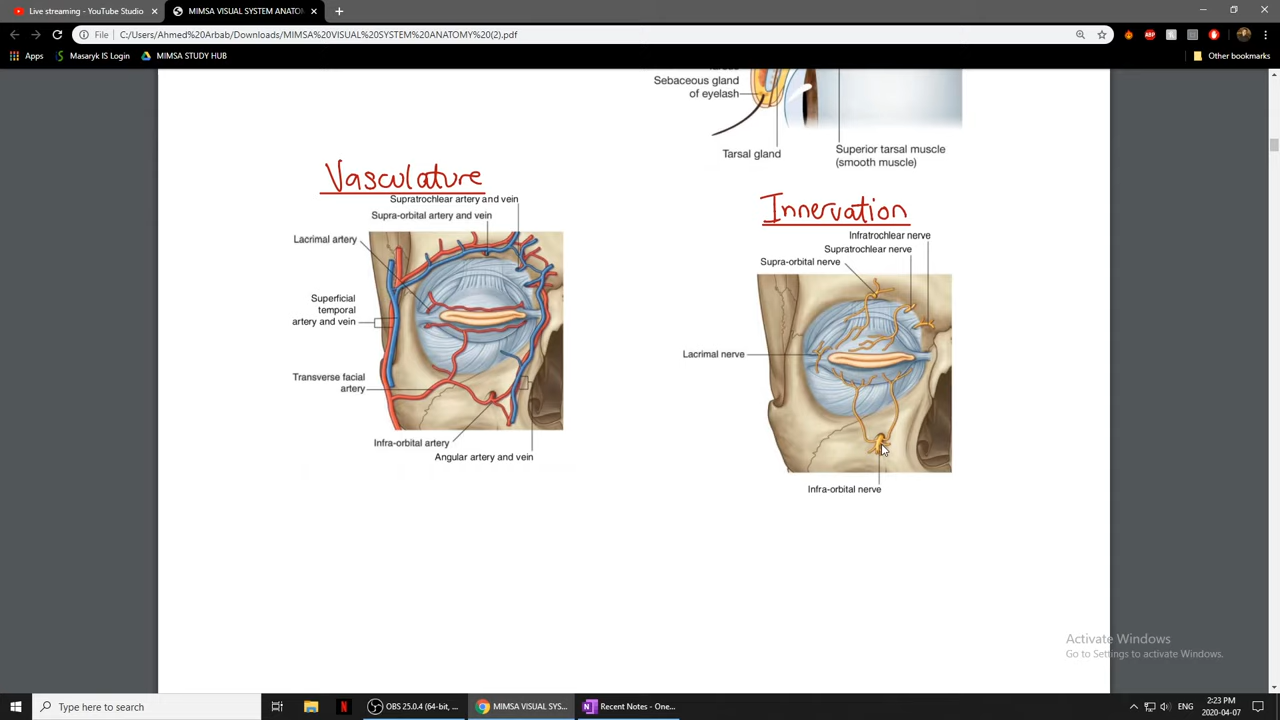 Live streaming - YouTube Studio
MIMSA VISUAL SYSTEM ANATOM
File
C:/Users/Ahmed%20Arbab/Downloads/MIMSA%20VISUAL%20SYSTEM%20ANATOMY%20(2).pdf
Apps
Masaryk IS Login
MIMSA STUDY HUB
Other bookmarks
Sebaceous gland
of eyelash
Tarsal gland
Superior tarsal muscle
(smooth muscle)
Vasculature
Supratrochlear artery and vein
Supra-orbital artery and vein
Lacrimal artery
Superficial
temporal
artery and vein
Transverse facial
artery
Infra-orbital artery
Angular artery and vein
Innervation
Infratrochlear nerve
Supratrochlear nerve
Supra-orbital nerve
Lacrimal nerve
Infra-orbital nerve
Activate Windows
Go to Settings to activate Windows.
Type here to search
OBS 25.0.4 (64-bit, ...
MIMSA VISUAL SYS...
Recent Notes - One...
ENG
2:23 PM
2020-04-07